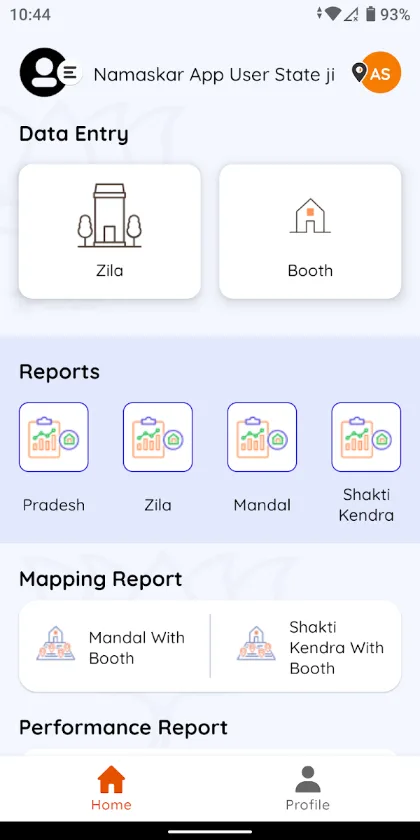 10:44
93%
Namaskar App User State ji
AS
Data Entry
Zila
Booth
Reports
Pradesh
Zila
Mandal
Shakti
Kendra
Mapping Report
Mandal With
Booth
Shakti
Kendra With
Booth
Performance Report
Home
Profile